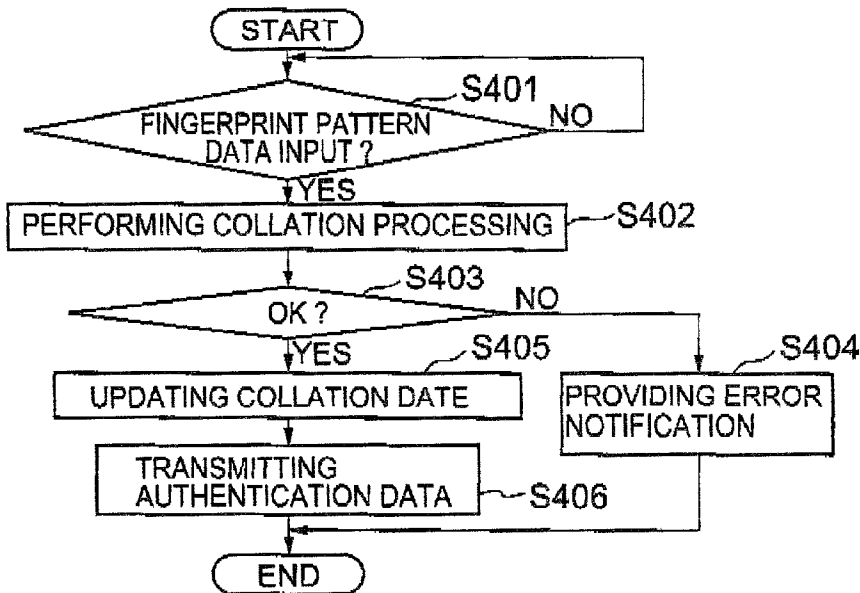 START
S401
FINGERPRINT PATTERN
DATA INPUT ?
NO
YES
PERFORMING COLLATION PROCESSING
S402
S403
OK ?
NO
YES
S405
S404
UPDATING COLLATION DATE
PROVIDING ERROR
NOTIFICATION
TRANSMITTING
AUTHENTICATION DATA
S406
END